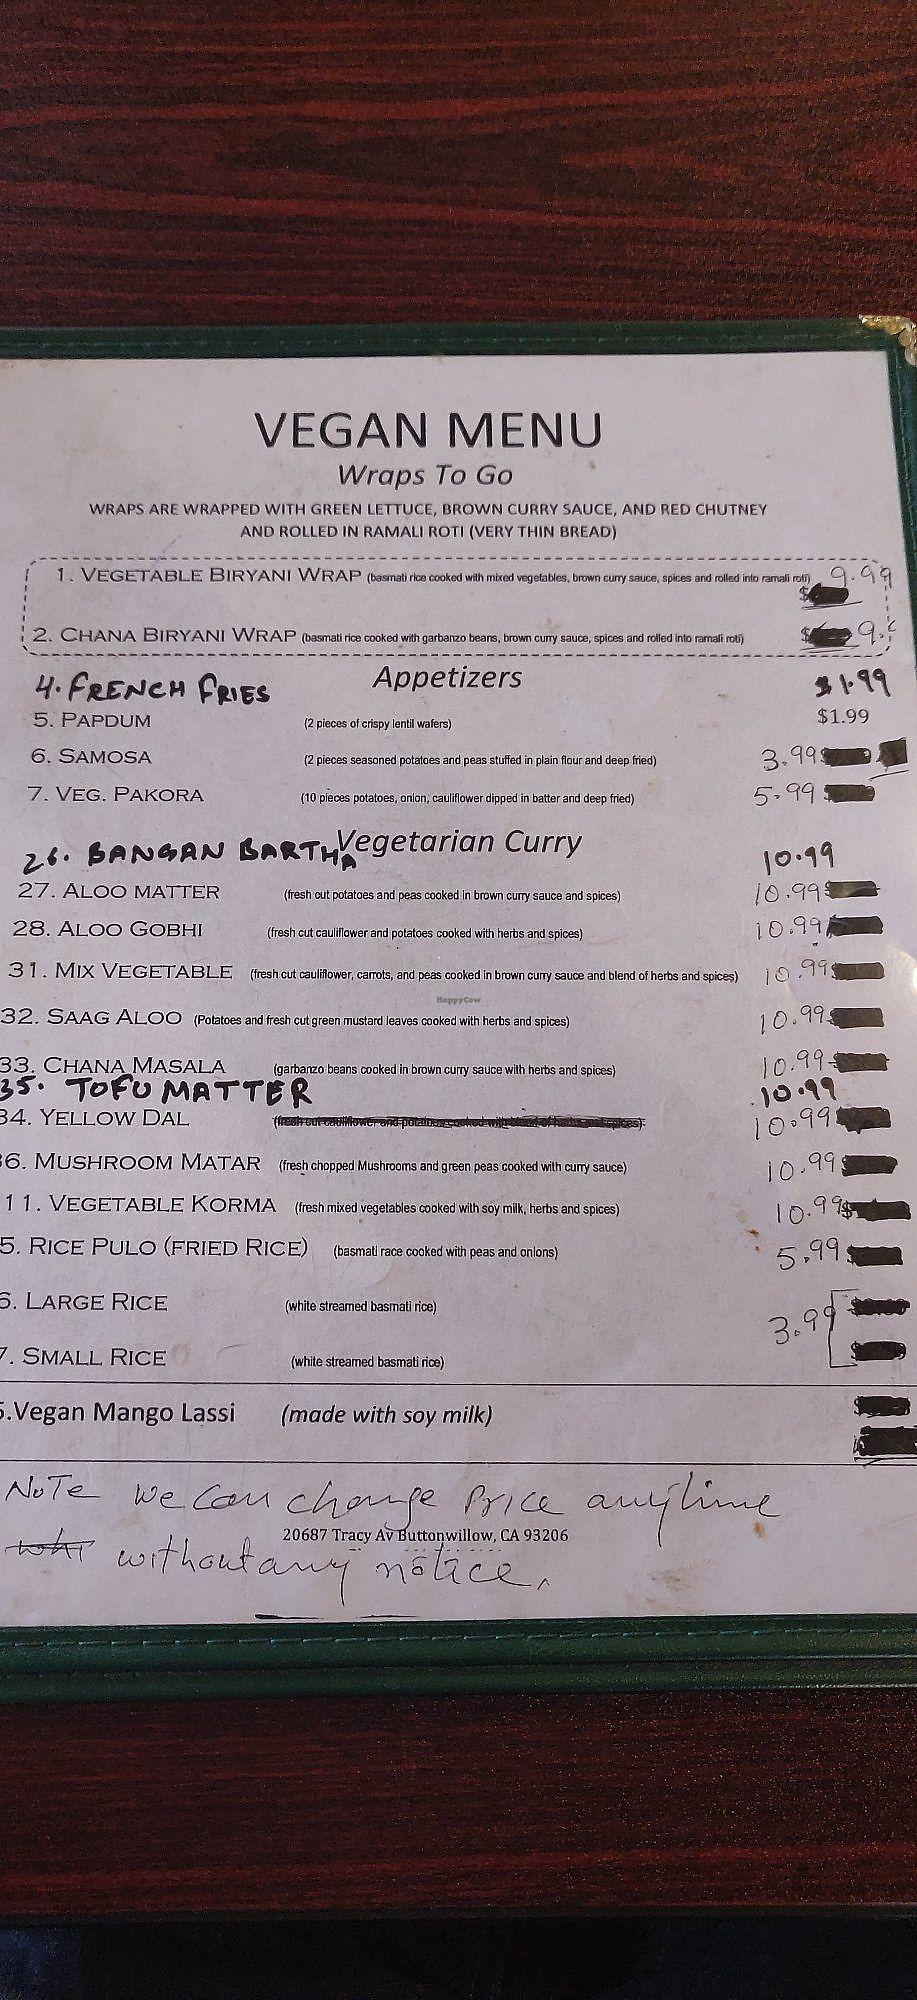 VEGAN MENU
Wraps To Go
WRAPS ARE WRAPPED WITH GREEN LETTUCE, BROWN CURRY SAUCE, AND RED CHUTNEY
AND ROLLED IN RAMALI ROTI (VERY THIN BREAD)
1. VEGETABLE BIRYANI WRAP (basmati rice cooked with mixed vegetables, brown curry sauce, spices and rolled into ramali roti) 9.99
$
2. CHANA BIRYANI WRAP (basmati rice cooked with garbanzo beans, brown curry sauce, spices and rolled into ramali roti) $ 9.
Appetizers
4. FRENCH FRIES $1.99
5. PAPDUM (2 pieces of crispy lentil wafers) $1.99
6. SAMOSA (2 pieces seasoned potatoes and peas stuffed in plain flour and deep fried) 3.99$
7. VEG. PAKORA (10 pieces potatoes, onion, cauliflower dipped in batter and deep fried) 5.99 $
Vegetarian Curry
26. BANGAN BARTHA 10.99
27. ALOO MATTER (fresh cut potatoes and peas cooked in brown curry sauce and spices) 10.99$
28. ALOO GOBHI (fresh cut cauliflower and potatoes cooked with herbs and spices) 10.99
31. MIX VEGETABLE (fresh cut cauliflower, carrots, and peas cooked in brown curry sauce and blend of herbs and spices) 10.99$
HappyCow
32. SAAG ALOO (Potatoes and fresh cut green mustard leaves cooked with herbs and spices) 10.99$
33. CHANA MASALA (garbanzo beans cooked in brown curry sauce with herbs and spices) 10.99
35. TOFU MATTER 10.99
34. YELLOW DAL (fresh cut cauliflower and potatoes cooked with blend of herbs and spices) 10.99
36. MUSHROOM MATAR (fresh chopped Mushrooms and green peas cooked with curry sauce) 10.99$
11. VEGETABLE KORMA (fresh mixed vegetables cooked with soy milk, herbs and spices) 10.99$
5. RICE PULO (FRIED RICE) (basmati race cooked with peas and onions) 5.99
6. LARGE RICE (white streamed basmati rice)
3.99
7. SMALL RICE (white streamed basmati rice) $
5.Vegan Mango Lassi (made with soy milk)
NOTE we can change Price anytime
20687 Tracy Av Buttonwillow, CA 93206
without any notice.